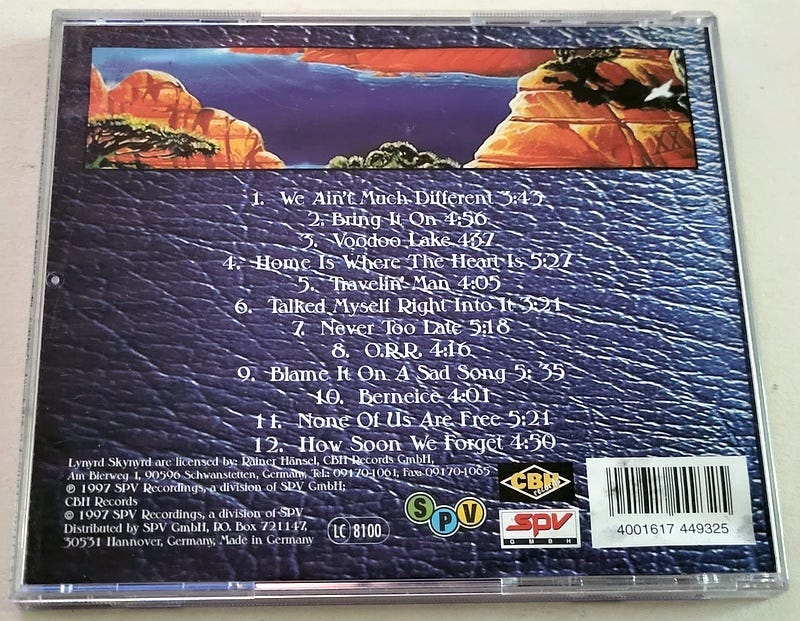 XX
1. We Ain't Much Different 3:43
2. Bring It On 4:56
3. Voodoo Lake 4:37
4. Home Is Where The Heart Is 5:27
5. Travelin' Man 4:05
6. Talked Myself Right Into It 3:21
7. Never Too Late 5:18
8. O.R.R. 4:16
9. Blame It On A Sad Song 5: 35
10. Berneice 4:01
11. None Of Us Are Free 5:21
12. How Soon We Forget 4:50
Lynyrd Skynyrd are licensed by: Rainer Hänsel, CBH Records GmbH,
Am Bierweg 1, 90596 Schwanstetten, Germany, Tel.: 09170-1061, Fax: 09170-1065
℗ 1997 SPV Recordings, a division of SPV GmbH;
CBH Records
© 1997 SPV Recordings, a division of SPV
Distributed by SPV GmbH, P.O. Box 721147,
30531 Hannover, Germany, Made in Germany
LC 8100
SPV
CBH
records
SPV
GMBH
4001617 449325